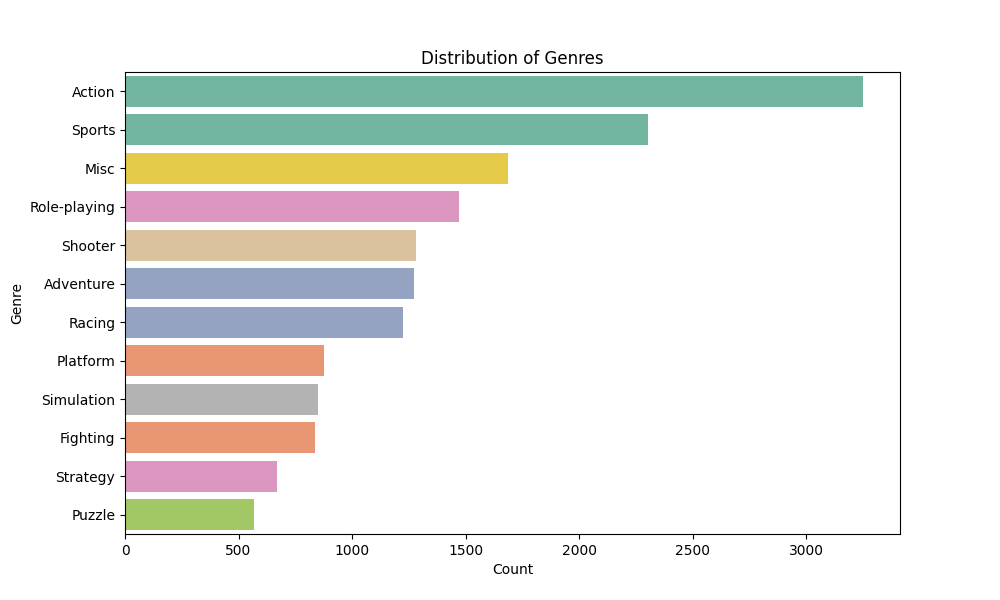 Distribution of Genres
Genre
Action
Sports
Misc
Role-playing
Shooter
Adventure
Racing
Platform
Simulation
Fighting
Strategy
Puzzle
0 500 1000 1500 2000 2500 3000
Count